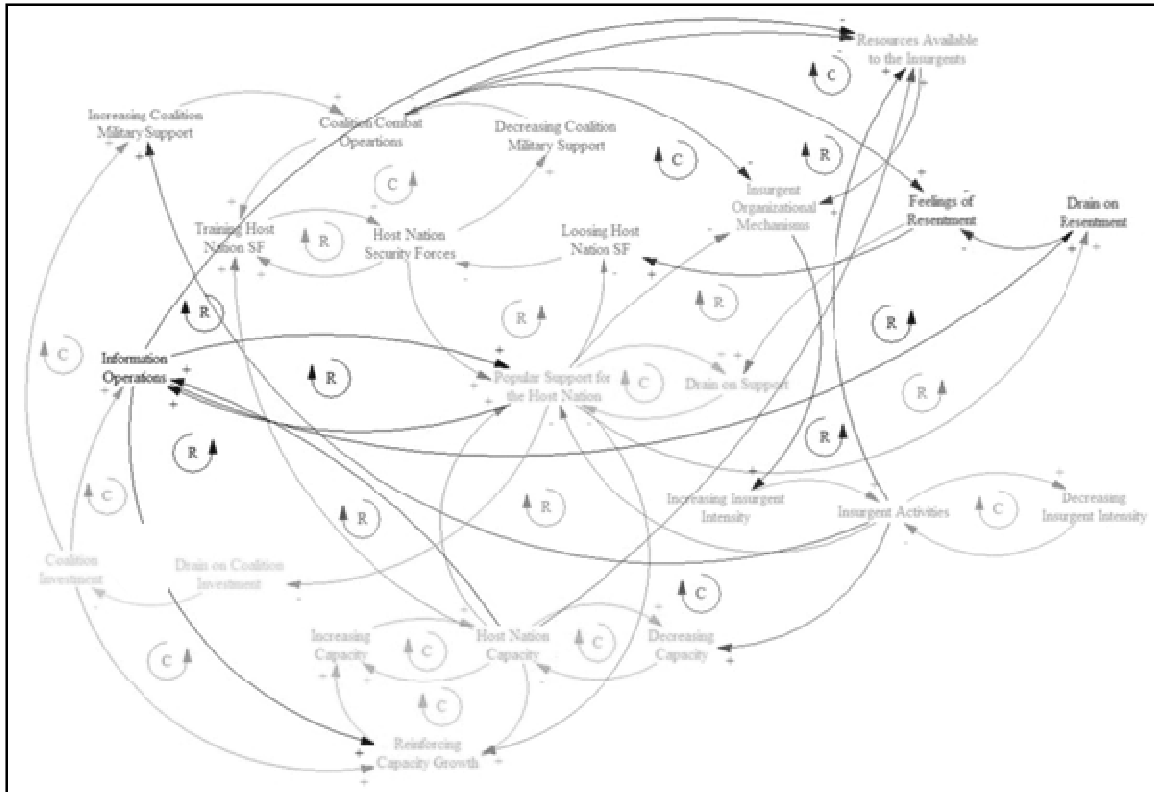 Resources Available
to the Insurgents
Increasing Coalition
Military Support
Coalition Combat
Opeartions
Decreasing Coalition
Military Support
C
C
C
R
Insurgent
Organizational
Mechanisms
Feelings of
Resentment
Drain on
Resentment
Training Host
Nation SF
R
Host Nation
Security Forces
Loosing Host
Nation SF
R
R
R
R
C
Information
Operations
R
Popular Support for
the Host Nation
C
Drain on Support
R
R
R
C
R
R
Increasing Insurgent
Intensity
Insurgent Activities
C
Decreasing
Insurgent Intensity
Coalition
Investment
Drain on Coalition
Investment
C
Increasing
Capacity
C
Host Nation
Capacity
C
Decreasing
Capacity
C
C
Reinforcing
Capacity Growth